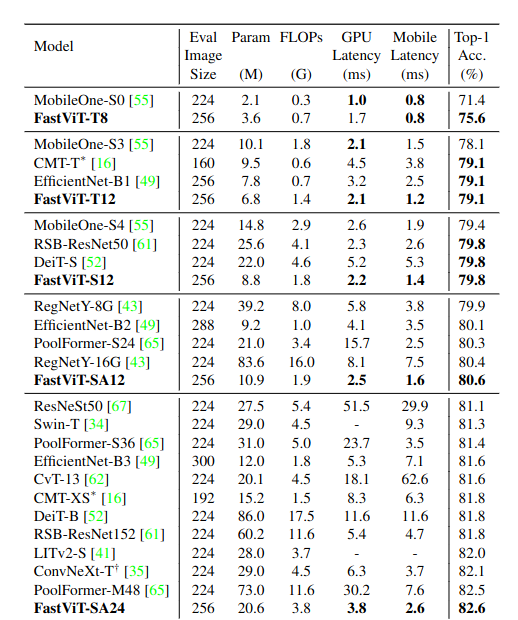 Model Eval Image Size Param (M) FLOPs (G) GPU Latency (ms) Mobile Latency (ms) Top-1 Acc. (%)
MobileOne-S0 [55] 224 2.1 0.3 1.0 0.8 71.4
FastViT-T8 256 3.6 0.7 1.7 0.8 75.6
MobileOne-S3 [55] 224 10.1 1.8 2.1 1.5 78.1
CMT-T* [16] 160 9.5 0.6 4.5 3.8 79.1
EfficientNet-B1 [49] 256 7.8 0.7 3.2 2.5 79.1
FastViT-T12 256 6.8 1.4 2.1 1.2 79.1
MobileOne-S4 [55] 224 14.8 2.9 2.6 1.9 79.4
RSB-ResNet50 [61] 224 25.6 4.1 2.3 2.6 79.8
DeiT-S [52] 224 22.0 4.6 5.2 5.3 79.8
FastViT-S12 256 8.8 1.8 2.2 1.4 79.8
RegNetY-8G [43] 224 39.2 8.0 5.8 3.8 79.9
EfficientNet-B2 [49] 288 9.2 1.0 4.1 3.5 80.1
PoolFormer-S24 [65] 224 21.0 3.4 15.7 2.5 80.3
RegNetY-16G [43] 224 83.6 16.0 8.1 7.5 80.4
FastViT-SA12 256 10.9 1.9 2.5 1.6 80.6
ResNeSt50 [67] 224 27.5 5.4 51.5 29.9 81.1
Swin-T [34] 224 29.0 4.5 - 9.3 81.3
PoolFormer-S36 [65] 224 31.0 5.0 23.7 3.5 81.4
EfficientNet-B3 [49] 300 12.0 1.8 5.3 7.1 81.6
CvT-13 [62] 224 20.1 4.5 18.1 62.6 81.6
CMT-XS* [16] 192 15.2 1.5 8.3 6.3 81.8
DeiT-B [52] 224 86.0 17.5 11.6 11.6 81.8
RSB-ResNet152 [61] 224 60.2 11.6 5.4 4.7 81.8
LITv2-S [41] 224 28.0 3.7 - - 82.0
ConvNeXt-T† [35] 224 29.0 4.5 6.3 3.7 82.1
PoolFormer-M48 [65] 224 73.0 11.6 30.2 7.6 82.5
FastViT-SA24 256 20.6 3.8 3.8 2.6 82.6